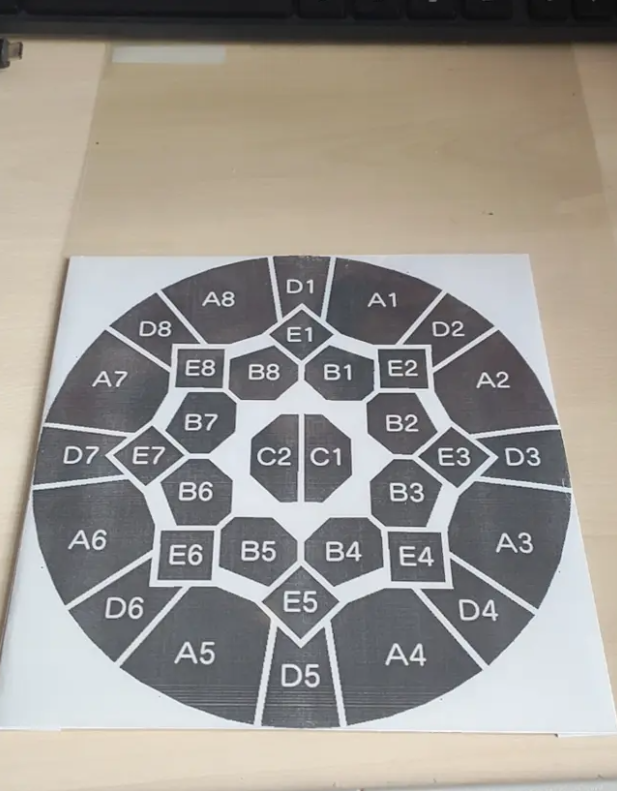 D1
A8 A1
D8 E1 D2
A7 E8 B8 B1 E2 A2
B7 B2
D7 E7 C2 C1 E3 D3
B6 B3
A6 E6 B5 B4 E4 A3
D6 E5 D4
A5 A4
D5